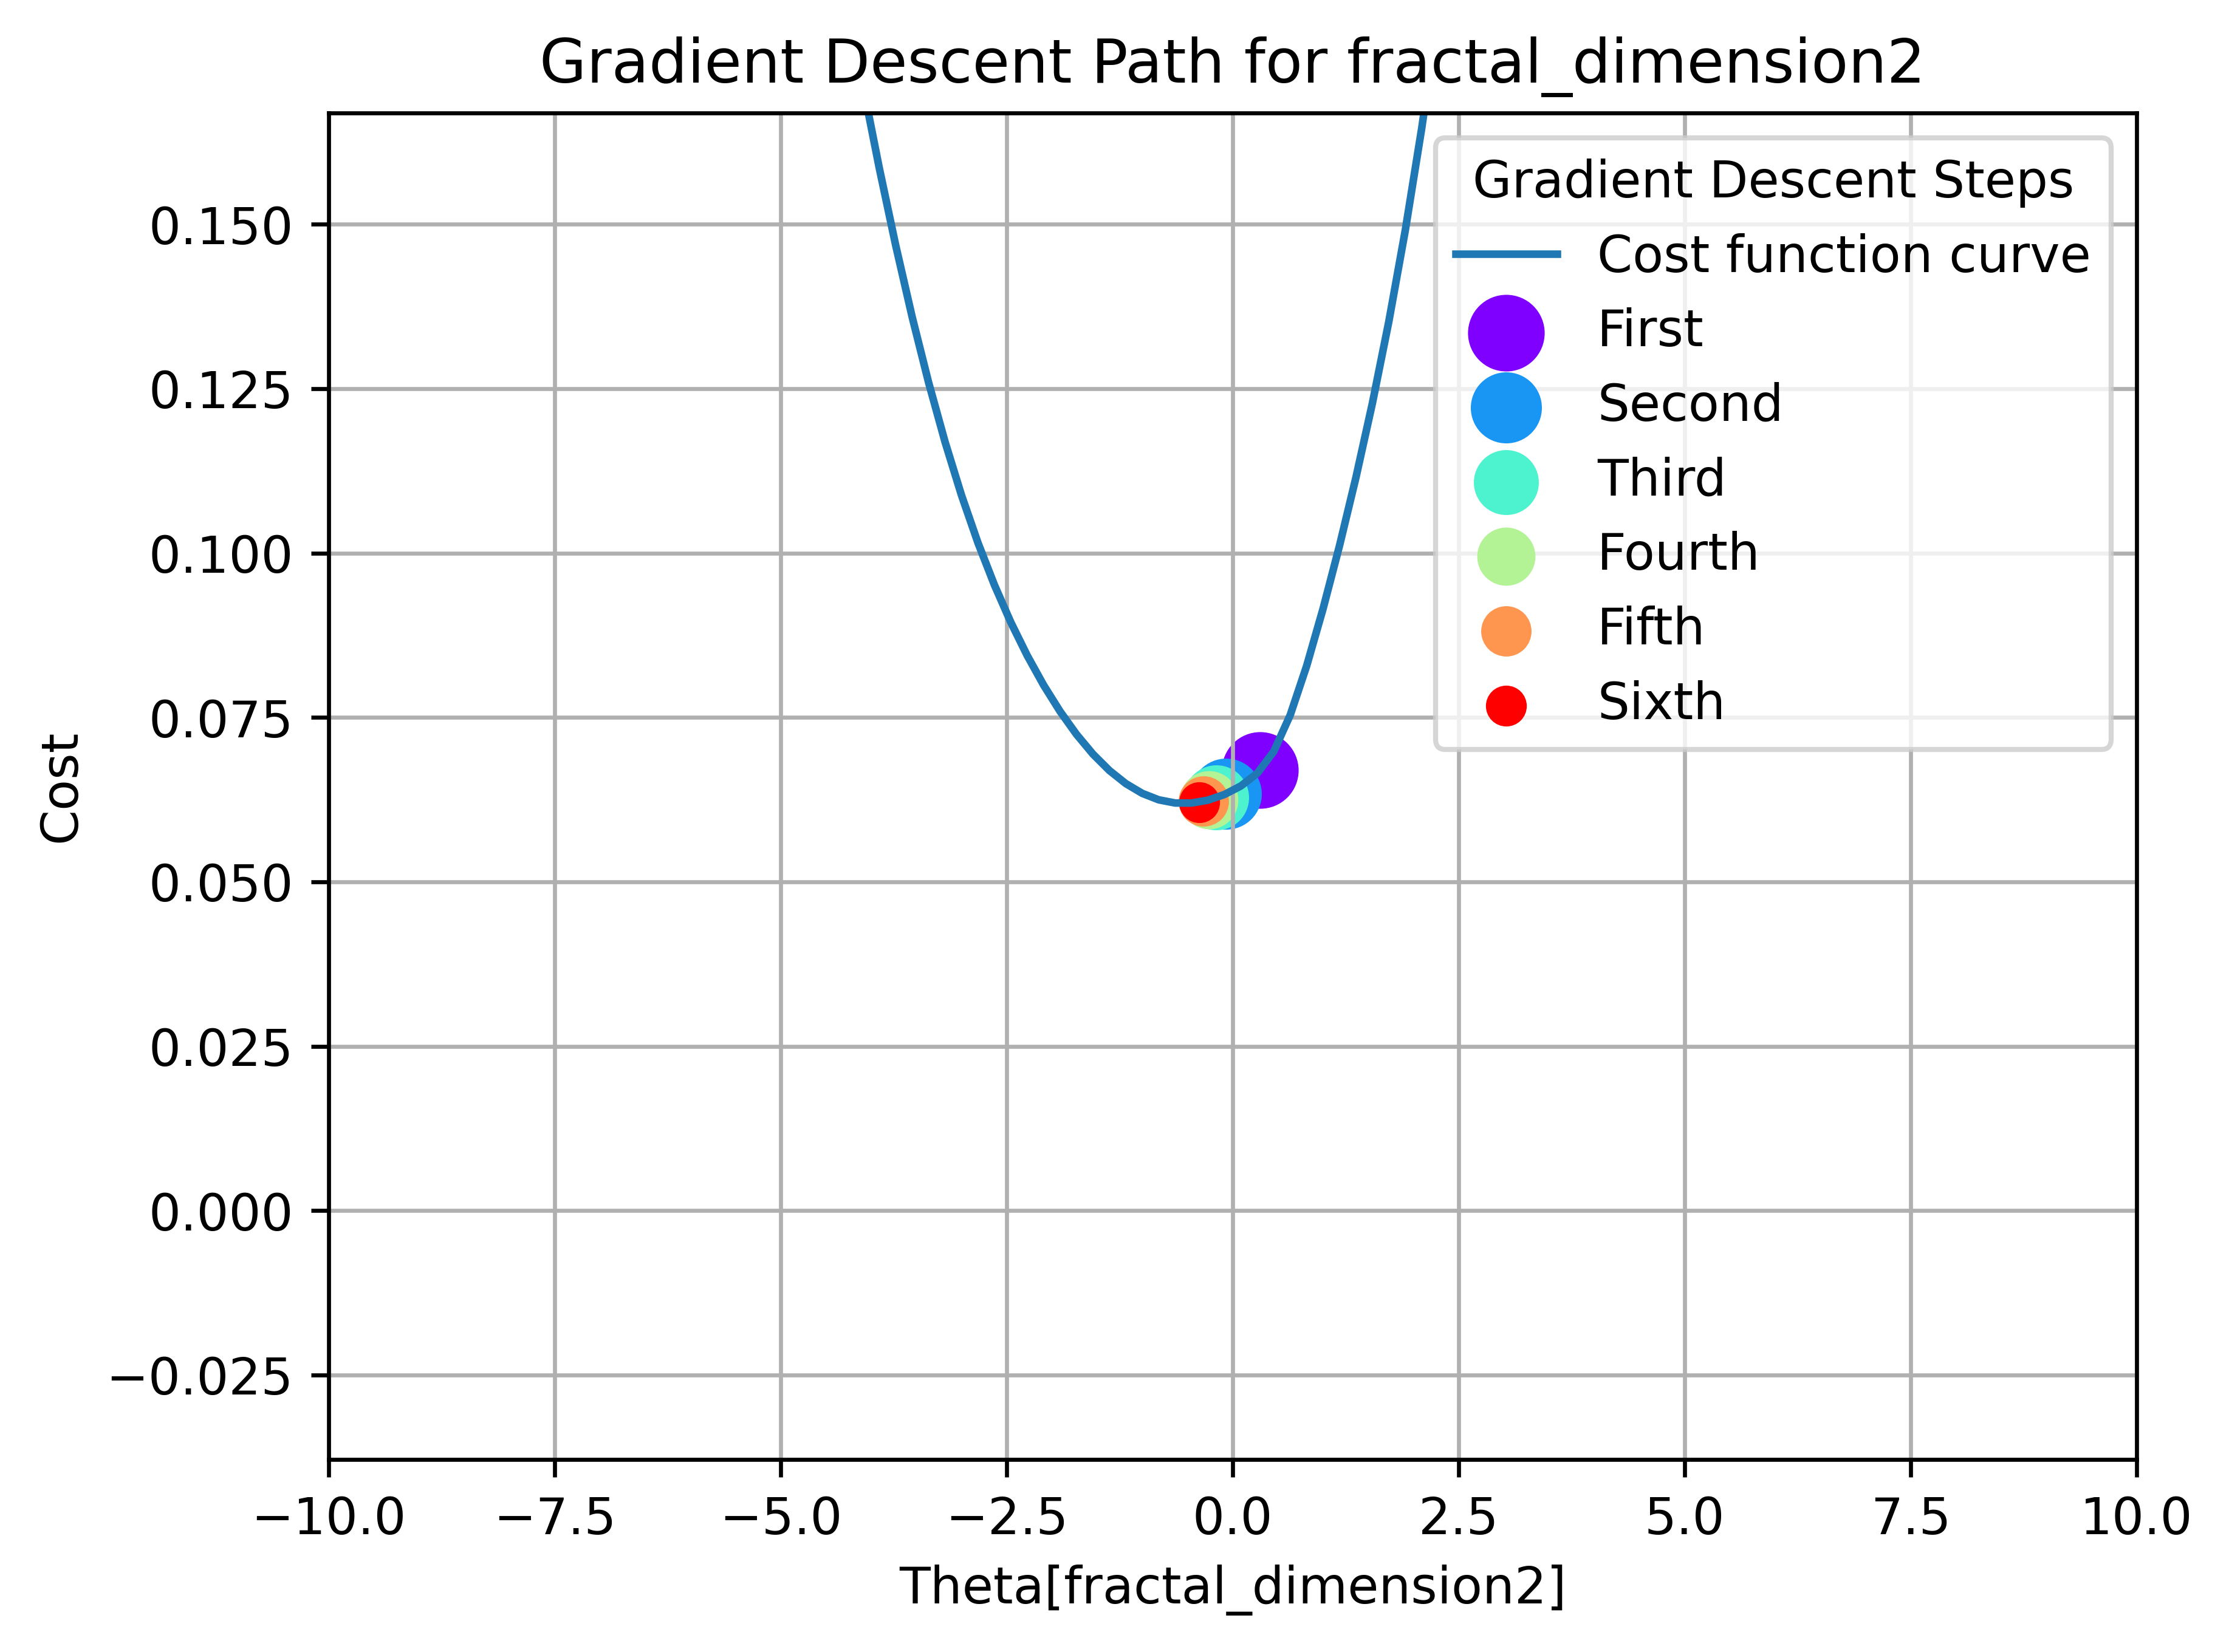 Gradient Descent Path for fractal_dimension2
Gradient Descent Steps
Cost function curve
First
Second
Third
Fourth
Fifth
Sixth
0.150
0.125
0.100
0.075
0.050
0.025
0.000
−0.025
Cost
−10.0 −7.5 −5.0 −2.5 0.0 2.5 5.0 7.5 10.0
Theta[fractal_dimension2]